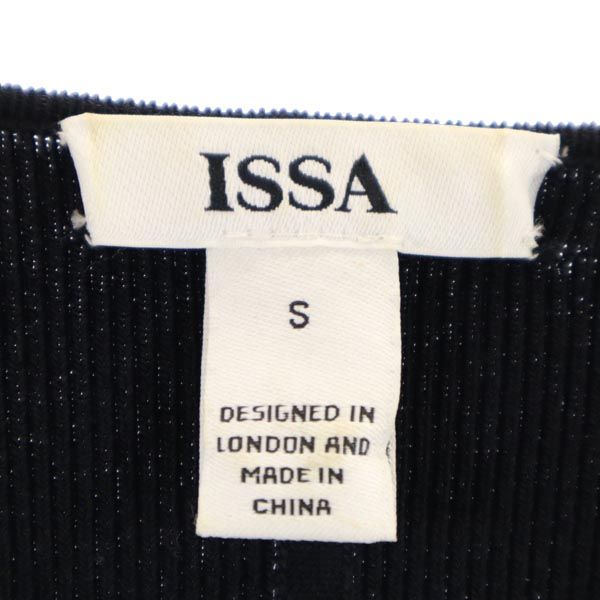 ISSA
S
DESIGNED IN
LONDON AND
MADE IN
CHINA